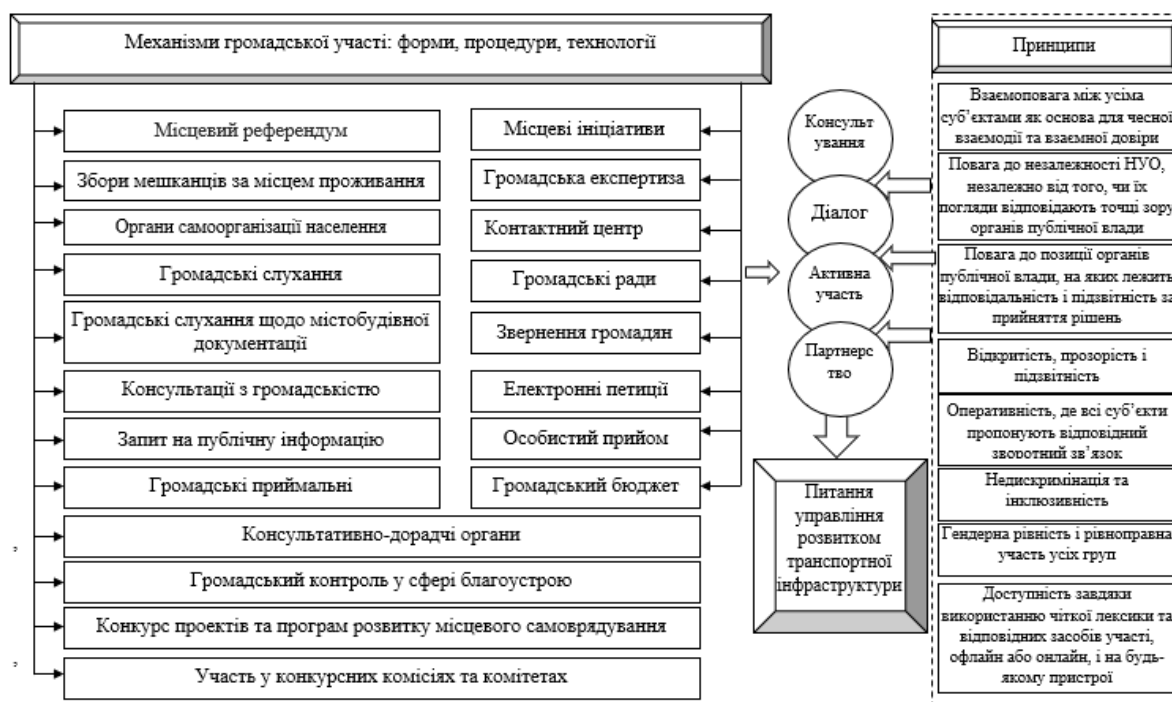 Механізми громадської участі: форми, процедури, технології
Місцевий референдум
Збори мешканців за місцем проживання
Органи самоорганізації населення
Громадські слухання
Громадські слухання щодо містобудівної
документації
Консультації з громадськістю
Запит на публічну інформацію
Громадські приймальні
Місцеві ініціативи
Громадська експертиза
Контактний центр
Громадські ради
Звернення громадян
Електронні петиції
Особистий прийом
Громадський бюджет
Консультативно-дорадчі органи
Громадський контроль у сфері благоустрою
Конкурс проектів та програм розвитку місцевого самоврядування
Участь у конкурсних комісіях та комітетах
,
,
Консульт
ування
Діалог
Активна
участь
Партнерс
тво
Питання
управління
розвитком
транспортної
інфраструктури
Принципи
Взаємоповага між усіма
суб’єктами як основа для чесної
взаємодії та взаємної довіри
Повага до незалежності НУО,
незалежно від того, чи їх
погляди відповідають точці зору
органів публічної влади
Повага до позиції органів
публічної влади, на яких лежить
відповідальність і підзвітність за
прийняття рішень
Відкритість, прозорість і
підзвітність
Оперативність, де всі суб’єкти
пропонують відповідний
зворотний зв’язок
Недискримінація та
інклюзивність
Гендерна рівність і рівноправна
участь усіх груп
Доступність завдяки
використанню чіткої лексики та
відповідних засобів участі,
офлайн або онлайн, і на будь-
якому пристрої